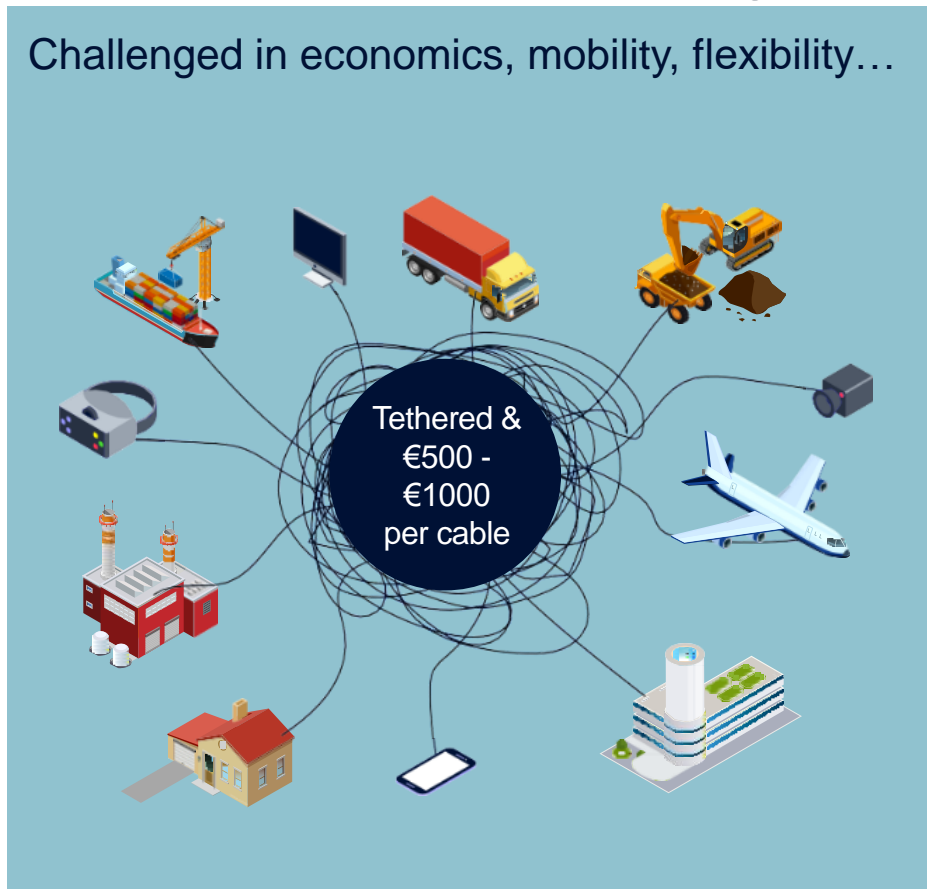 Challenged in economics, mobility, flexibility…
Tethered &
€500 -
€1000
per cable